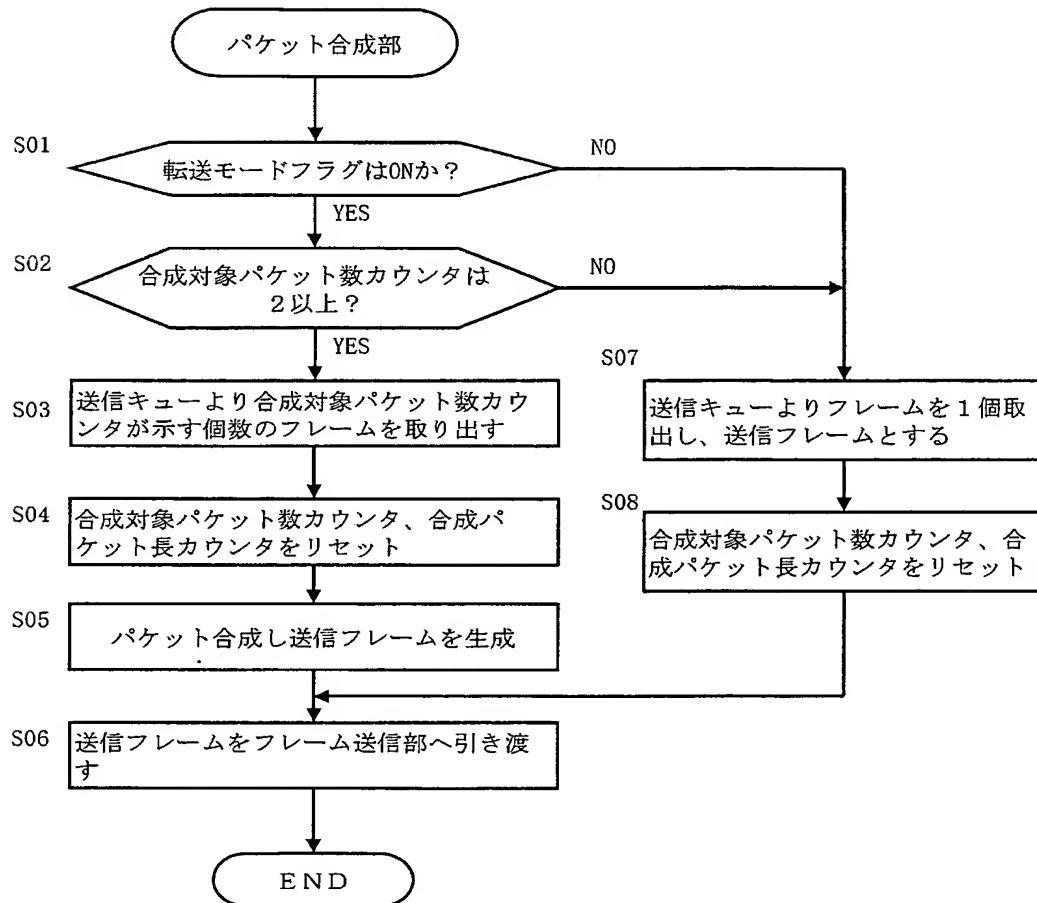 パケット合成部
S01
転送モードフラグはONか？
NO
YES
S02
合成対象パケット数カウンタは
２以上？
NO
YES
S03
送信キューより合成対象パケット数カウ
ンタが示す個数のフレームを取り出す
S07
送信キューよりフレームを１個取
出し、送信フレームとする
S04
合成対象パケット数カウンタ、合成パ
ケット長カウンタをリセット
S08
合成対象パケット数カウンタ、合
成パケット長カウンタをリセット
S05
パケット合成し送信フレームを生成
S06
送信フレームをフレーム送信部へ引き渡
す
ＥＮＤ